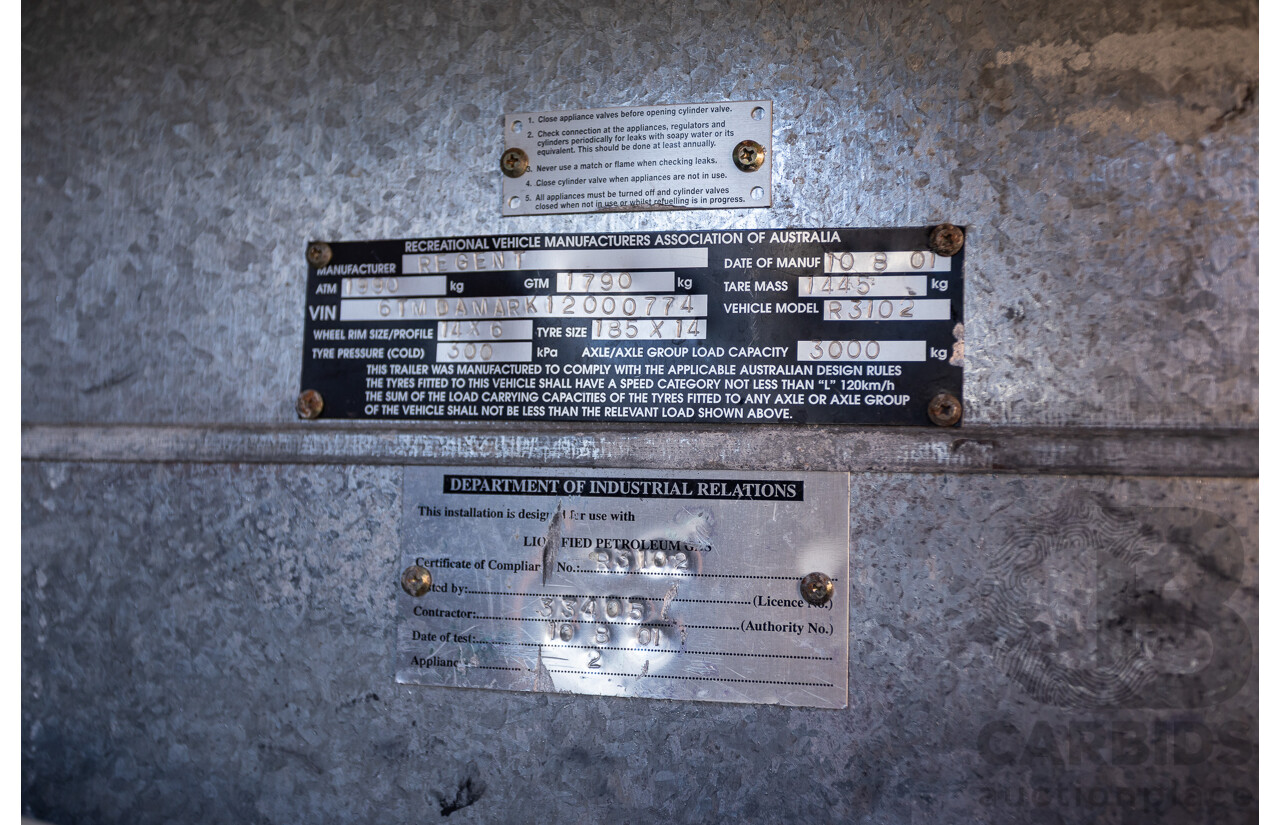 1. Close appliance valves before opening cylinder valve.
2. Check connection at the appliances, regulators and
cylinders periodically for leaks with soapy water or its
equivalent. This should be done at least annually.
3. Never use a match or flame when checking leaks.
4. Close cylinder valve when appliances are not in use.
5. All appliances must be turned off and cylinder valves
closed when not in use or whilst refuelling is in progress.
RECREATIONAL VEHICLE MANUFACTURERS ASSOCIATION OF AUSTRALIA
MANUFACTURER REGENT DATE OF MANUF 10 8 01
ATM 1990 kg GTM 1790 kg TARE MASS 1445 kg
VIN 6TMDAMARK12000774 VEHICLE MODEL R3102
WHEEL RIM SIZE/PROFILE 14X6 TYRE SIZE 185X14
TYRE PRESSURE (COLD) 300 kPa AXLE/AXLE GROUP LOAD CAPACITY 3000 kg
THIS TRAILER WAS MANUFACTURED TO COMPLY WITH THE APPLICABLE AUSTRALIAN DESIGN RULES
THE TYRES FITTED TO THIS VEHICLE SHALL HAVE A SPEED CATEGORY NOT LESS THAN "L" 120km/h
THE SUM OF THE LOAD CARRYING CAPACITIES OF THE TYRES FITTED TO ANY AXLE OR AXLE GROUP
OF THE VEHICLE SHALL NOT BE LESS THAN THE RELEVANT LOAD SHOWN ABOVE.
DEPARTMENT OF INDUSTRIAL RELATIONS
This installation is for use with
PETROLEUM GAS
Certificate of No.: R3102
by: (Licence No.)
Contractor: 33405 (Authority No.)
Date of test: 10 8 01
2
CARBIDS
auctionplace